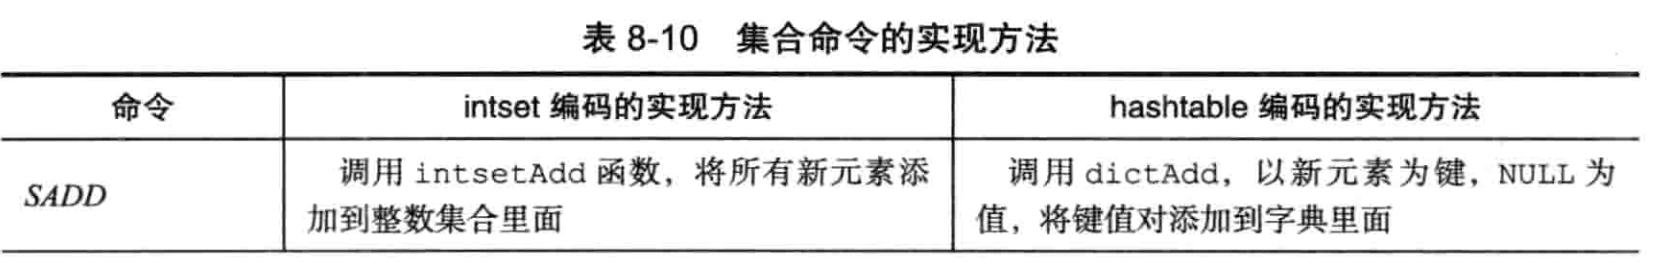 表 8-10 集合命令的实现方法
命令 intset 编码的实现方法 hashtable 编码的实现方法
SADD
调用 intsetAdd 函数，将所有新元素添
加到整数集合里面
调用 dictAdd，以新元素为键，NULL 为
值，将键值对添加到字典里面